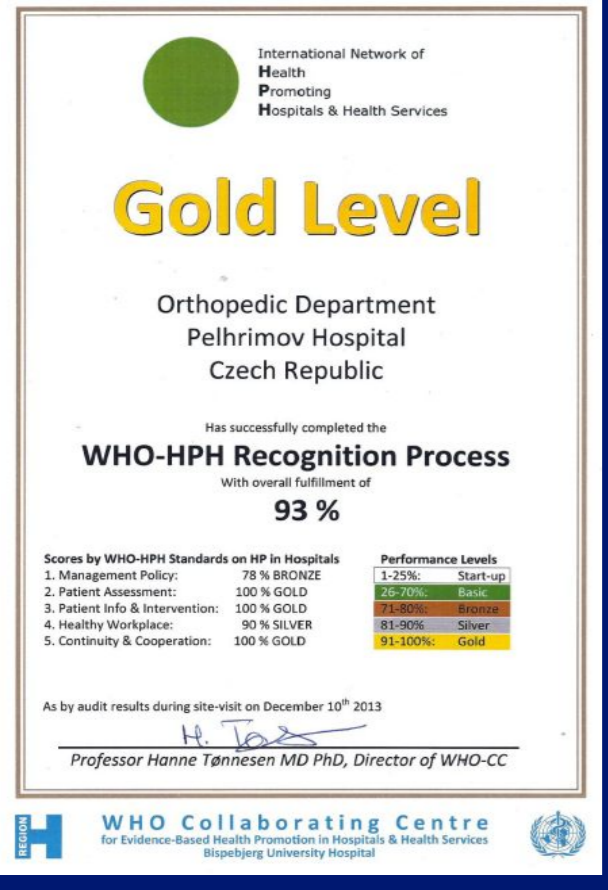 International Network of
Health
Promoting
Hospitals & Health Services
Gold Level
Orthopedic Department
Pelhrimov Hospital
Czech Republic
Has successfully completed the
WHO-HPH Recognition Process
With overall fulfillment of
93 %
Scores by WHO-HPH Standards on HP in Hospitals
1. Management Policy: 78 % BRONZE
2. Patient Assessment: 100 % GOLD
3. Patient Info & Intervention: 100 % GOLD
4. Healthy Workplace: 90 % SILVER
5. Continuity & Cooperation: 100 % GOLD
Performance Levels
1-25%: Start-up
26-70%: Basic
71-80%: Bronze
81-90% Silver
91-100%: Gold
As by audit results during site-visit on December 10th 2013
Professor Hanne Tønnesen MD PhD, Director of WHO-CC
REGION
H
WHO Collaborating Centre
for Evidence-Based Health Promotion in Hospitals & Health Services
Bispebjerg University Hospital